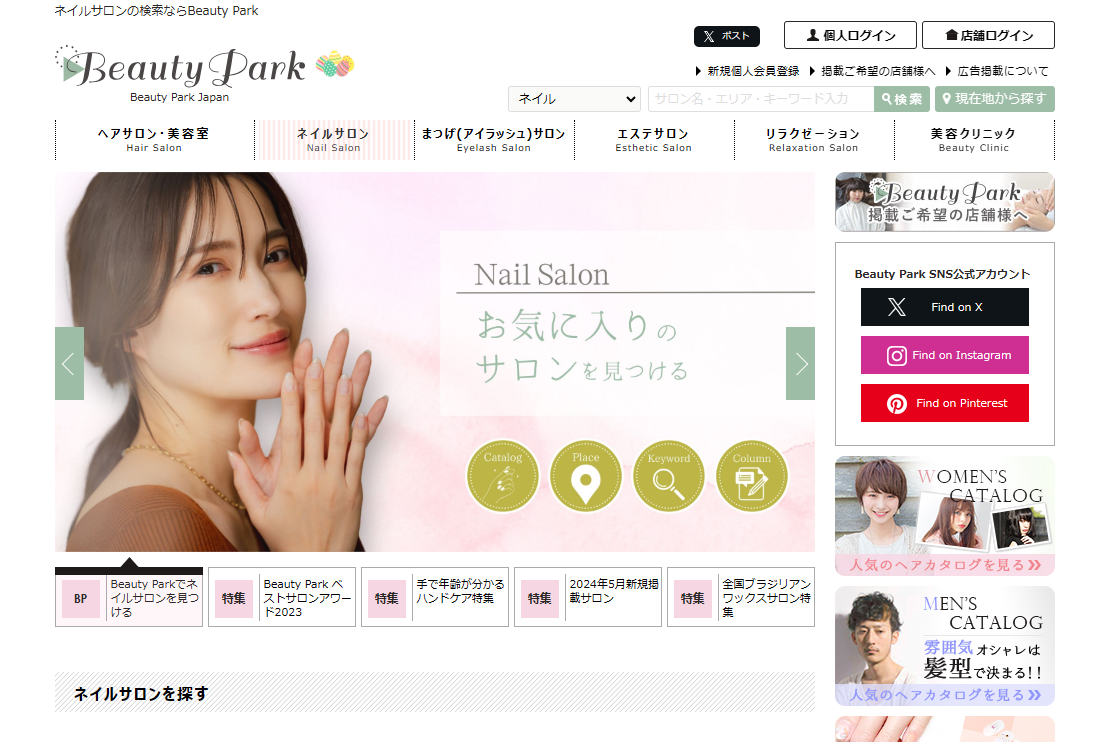 ネイルサロンの検索ならBeauty Park
ポスト
個人ログイン
店舗ログイン
Beauty Park
Beauty Park Japan
新規個人会員登録
掲載ご希望の店舗様へ
広告掲載について
ネイル
サロン名・エリア・キーワード入力
検索
現在地から探す
ヘアサロン・美容室
Hair Salon
ネイルサロン
Nail Salon
まつげ(アイラッシュ)サロン
Eyelash Salon
エステサロン
Esthetic Salon
リラクゼーション
Relaxation Salon
美容クリニック
Beauty Clinic
Nail Salon
お気に入りの
サロンを見つける
Catalog
Place
Keyword
Column
Beauty Park
掲載ご希望の店舗様へ
Beauty Park SNS公式アカウント
Find on X
Find on Instagram
Find on Pinterest
WOMEN'S
CATALOG
人気のヘアカタログを見る
MEN'S
CATALOG
雰囲気オシャレは
髪型で決まる!!
人気のヘアカタログを見る
BP
Beauty Parkでネ
イルサロンを見つ
ける
特集
Beauty Park ベ
ストサロンアワー
ド2023
特集
手で年齢が分かる
ハンドケア特集
特集
2024年5月新規掲
載サロン
特集
全国ブラジリアン
ワックスサロン特
集
ネイルサロンを探す